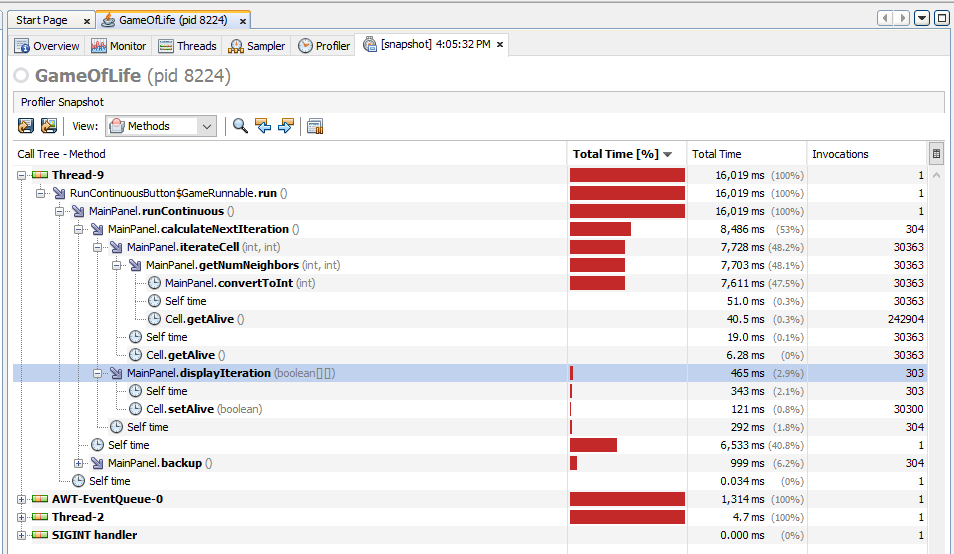 Start Page × GameOfLife (pid 8224) ×
Overview Monitor Threads Sampler Profiler [snapshot] 4:05:32 PM ×
GameOfLife (pid 8224)
Profiler Snapshot
View: Methods
Call Tree - Method Total Time [%] Total Time Invocations
Thread-9 16,019 ms (100%) 1
RunContinuousButton$GameRunnable.run () 16,019 ms (100%) 1
MainPanel.runContinuous () 16,019 ms (100%) 1
MainPanel.calculateNextIteration () 8,486 ms (53%) 304
MainPanel.iterateCell (int, int) 7,728 ms (48.2%) 30363
MainPanel.getNumNeighbors (int, int) 7,703 ms (48.1%) 30363
MainPanel.convertToInt (int) 7,611 ms (47.5%) 30363
Self time 51.0 ms (0.3%) 30363
Cell.getAlive () 40.5 ms (0.3%) 242904
Self time 19.0 ms (0.1%) 30363
Cell.getAlive () 6.28 ms (0%) 30363
MainPanel.displayIteration (boolean[][]) 465 ms (2.9%) 303
Self time 343 ms (2.1%) 303
Cell.setAlive (boolean) 121 ms (0.8%) 30300
Self time 292 ms (1.8%) 304
Self time 6,533 ms (40.8%) 1
MainPanel.backup () 999 ms (6.2%) 304
Self time 0.034 ms (0%) 1
AWT-EventQueue-0 1,314 ms (100%) 1
Thread-2 4.7 ms (100%) 1
SIGINT handler 0.000 ms (0%) 1